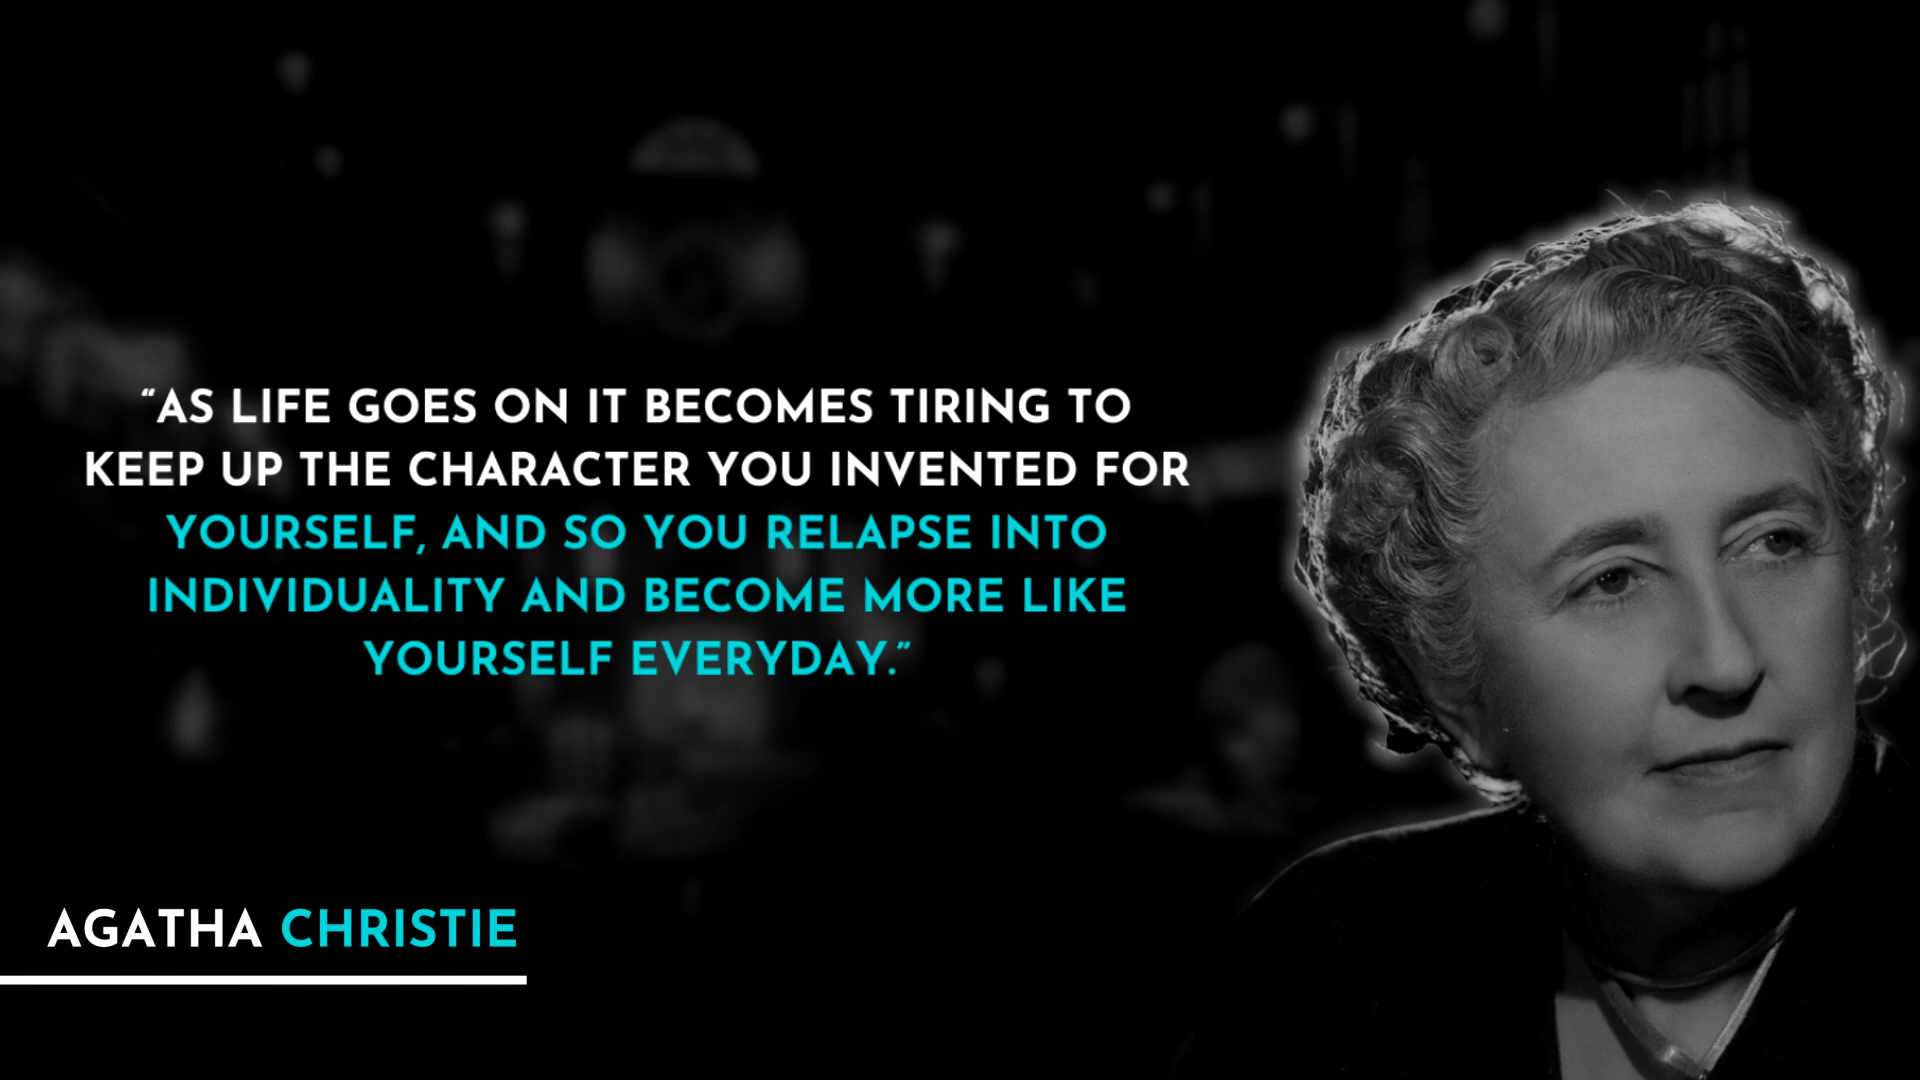 “AS LIFE GOES ON IT BECOMES TIRING TO
KEEP UP THE CHARACTER YOU INVENTED FOR
YOURSELF, AND SO YOU RELAPSE INTO
INDIVIDUALITY AND BECOME MORE LIKE
YOURSELF EVERYDAY.”
AGATHA CHRISTIE